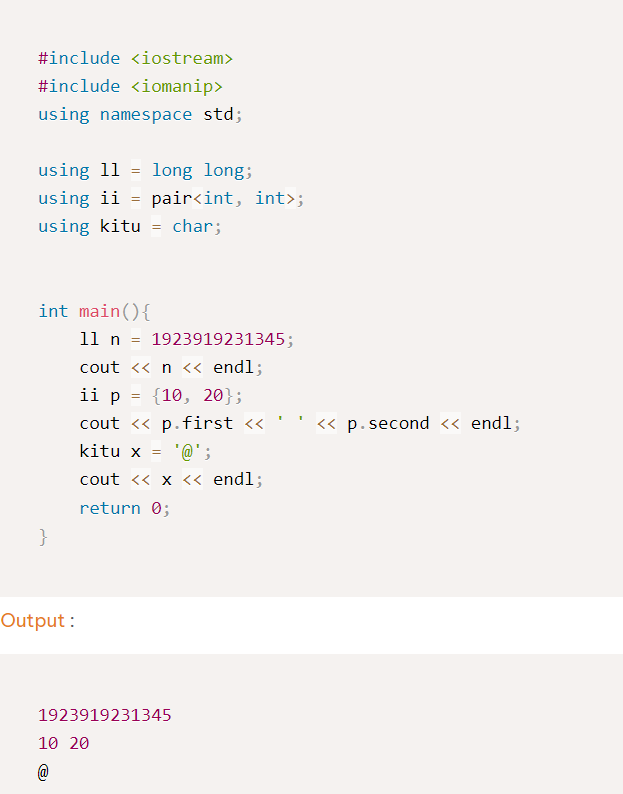 #include <iostream>
#include <iomanip>
using namespace std;
using ll = long long;
using ii = pair<int, int>;
using kitu = char;
int main(){
    ll n = 1923919231345;
    cout << n << endl;
    ii p = {10, 20};
    cout << p.first << ' ' << p.second << endl;
    kitu x = '@';
    cout << x << endl;
    return 0;
}
Output :
1923919231345
10 20
@